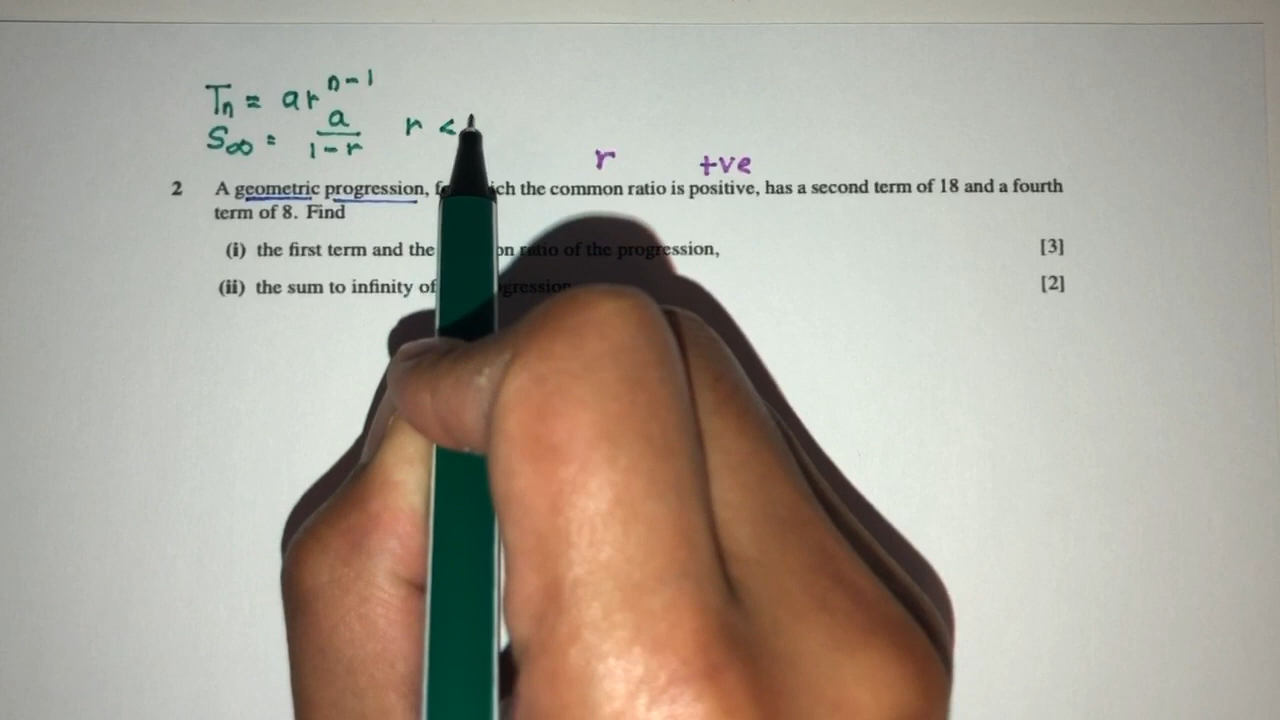 Tn = ar^n-1
S∞ = a/1-r r <
r +ve
2 A geometric progression, ch the common ratio is positive, has a second term of 18 and a fourth
term of 8. Find
(i) the first term and the on ratio of the progression, [3]
(ii) the sum to infinity of gression [2]